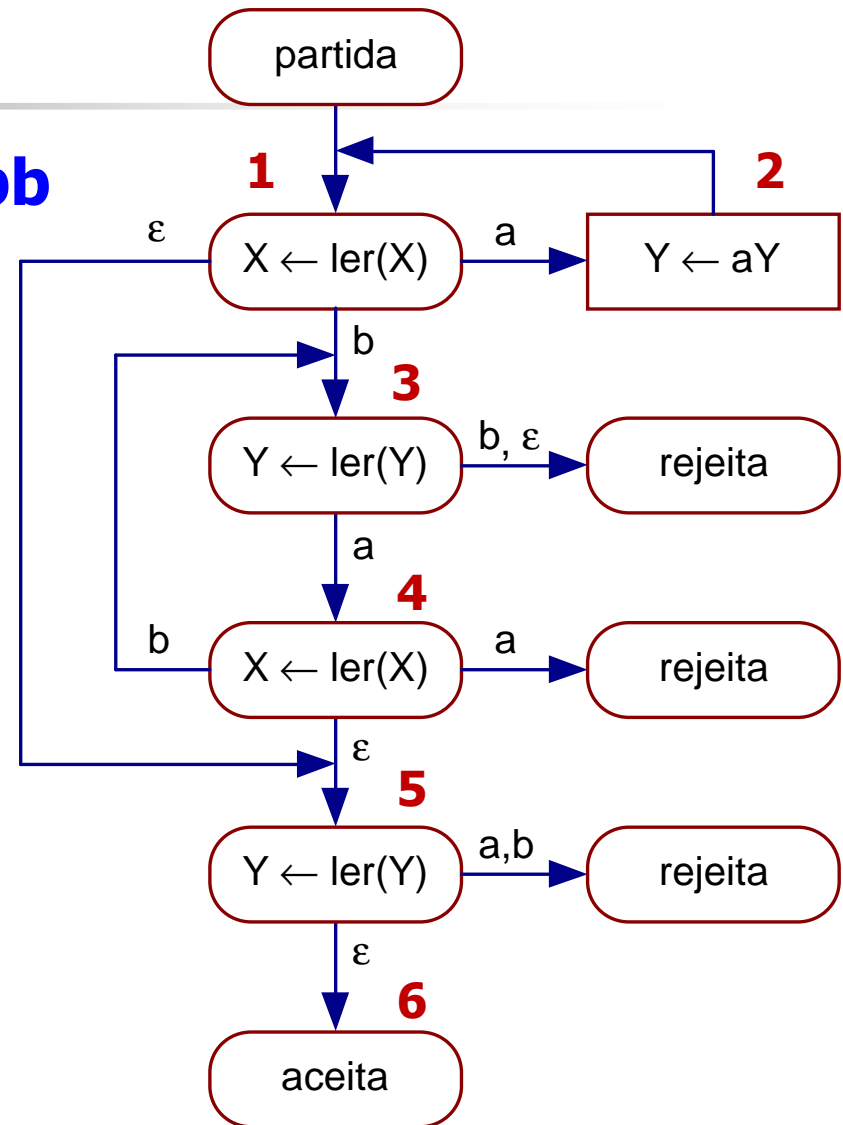 partida
1
2
ε
X ← ler(X)
a
Y ← aY
b
3
Y ← ler(Y)
b, ε
rejeita
a
4
b
X ← ler(X)
a
rejeita
ε
5
Y ← ler(Y)
a,b
rejeita
ε
6
aceita